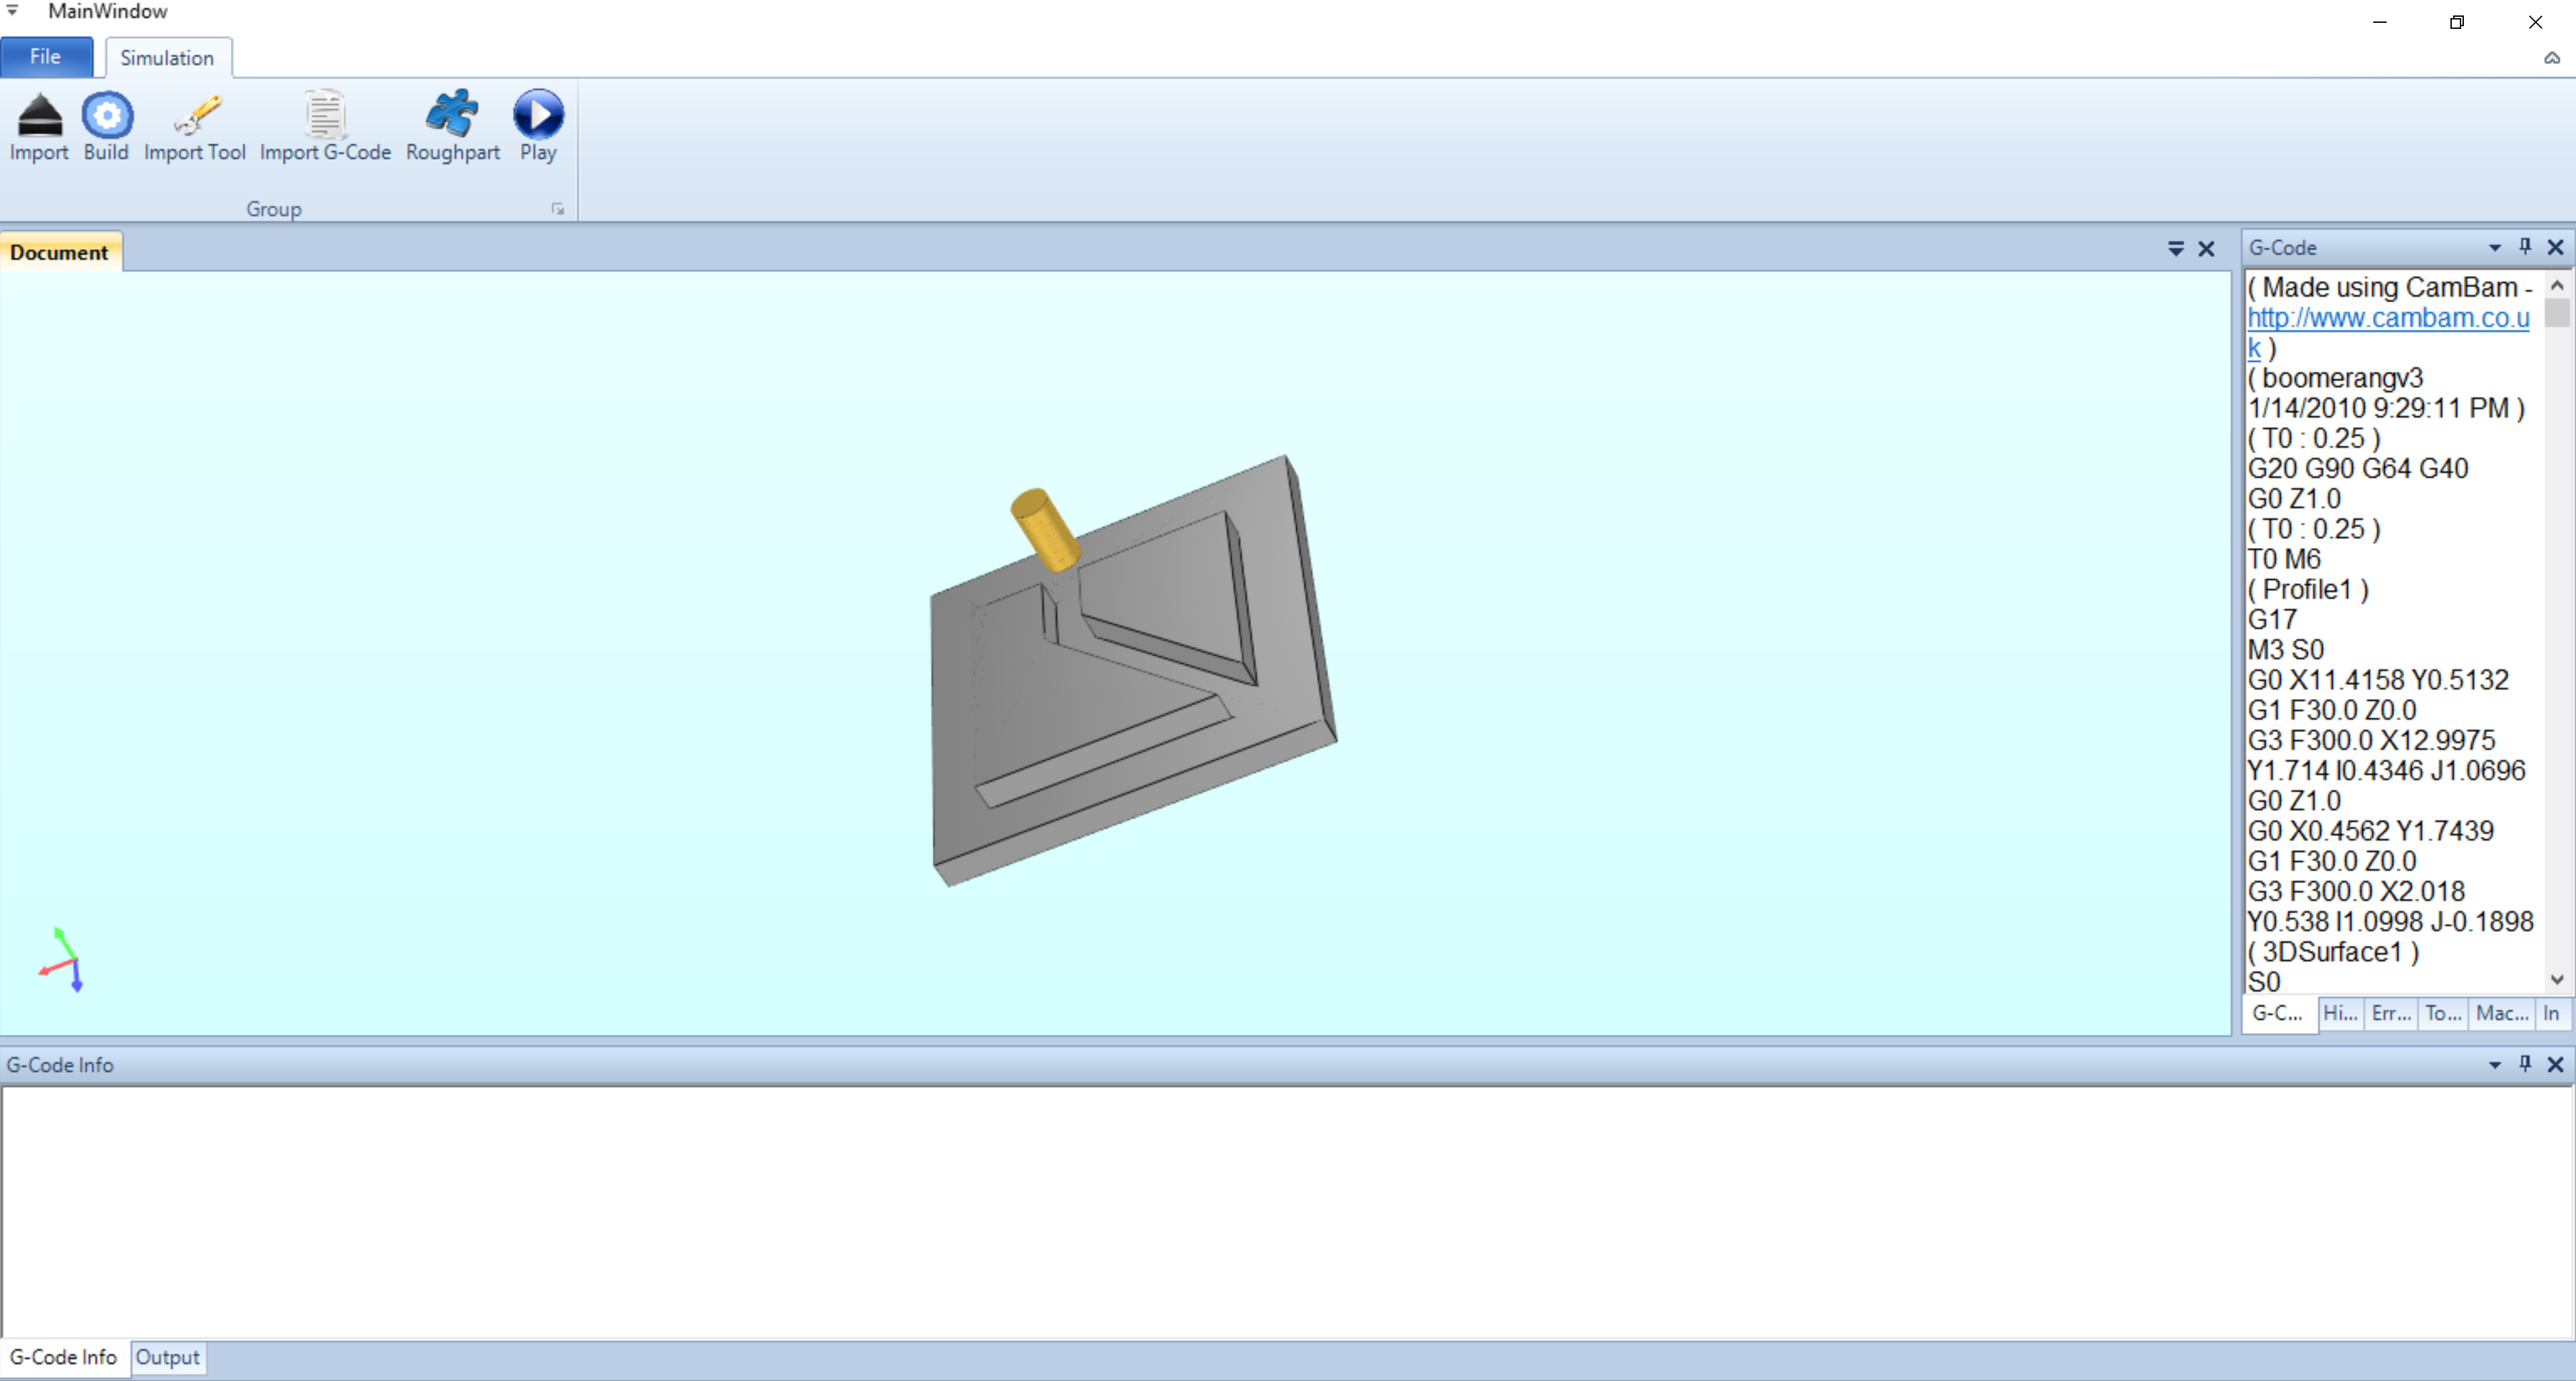 MainWindow
File
Simulation
Import
Build
Import Tool
Import G-Code
Roughpart
Play
Group
Document
G-Code
( Made using CamBam -
http://www.cambam.co.u
k )
( boomerangv3
1/14/2010 9:29:11 PM )
( T0 : 0.25 )
G20 G90 G64 G40
G0 Z1.0
( T0 : 0.25 )
T0 M6
( Profile1 )
G17
M3 S0
G0 X11.4158 Y0.5132
G1 F30.0 Z0.0
G3 F300.0 X12.9975
Y1.714 I0.4346 J1.0696
G0 Z1.0
G0 X0.4562 Y1.7439
G1 F30.0 Z0.0
G3 F300.0 X2.018
Y0.538 I1.0998 J-0.1898
( 3DSurface1 )
S0
G-C...
Hi...
Err...
To...
Mac...
In
G-Code Info
G-Code Info
Output